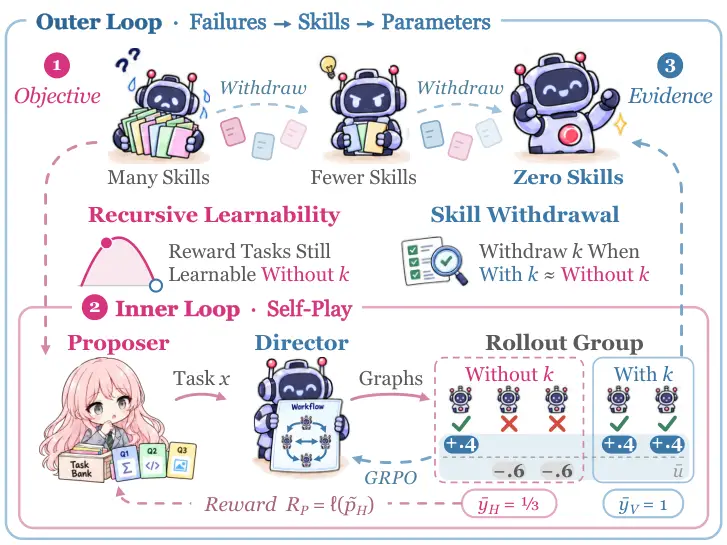 Outer Loop · Failures → Skills → Parameters
1
Objective
??
Withdraw
Withdraw
3
Evidence
Many Skills
Fewer Skills
Zero Skills
Recursive Learnability
Reward Tasks Still
Learnable Without k
Skill Withdrawal
Withdraw k When
With k ≈ Without k
2 Inner Loop · Self-Play
Proposer
Director
Rollout Group
Task x
Graphs
Without k
With k
Workflow
Task
Bank
Q1
Σ
Q2
</>
Q3
+.4
+.4
+.4
−.6
−.6
ū
GRPO
Reward R_P = ℓ(p̃_H)
ȳ_H = ⅓
ȳ_V = 1